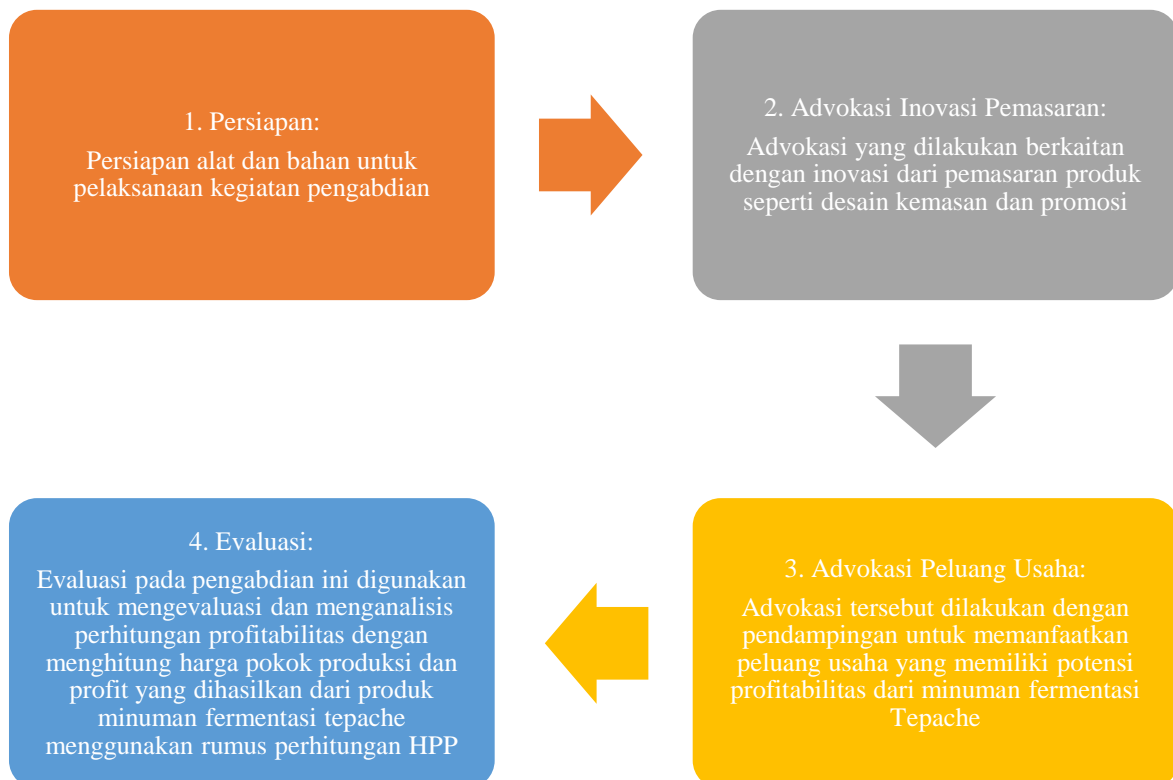 1. Persiapan:
Persiapan alat dan bahan untuk
pelaksanaan kegiatan pengabdian
2. Advokasi Inovasi Pemasaran:
Advokasi yang dilakukan berkaitan
dengan inovasi dari pemasaran produk
seperti desain kemasan dan promosi
3. Advokasi Peluang Usaha:
Advokasi tersebut dilakukan dengan
pendampingan untuk memanfaatkan
peluang usaha yang memiliki potensi
profitabilitas dari minuman fermentasi
Tepache
4. Evaluasi:
Evaluasi pada pengabdian ini digunakan
untuk mengevaluasi dan menganalisis
perhitungan profitabilitas dengan
menghitung harga pokok produksi dan
profit yang dihasilkan dari produk
minuman fermentasi tepache
menggunakan rumus perhitungan HPP